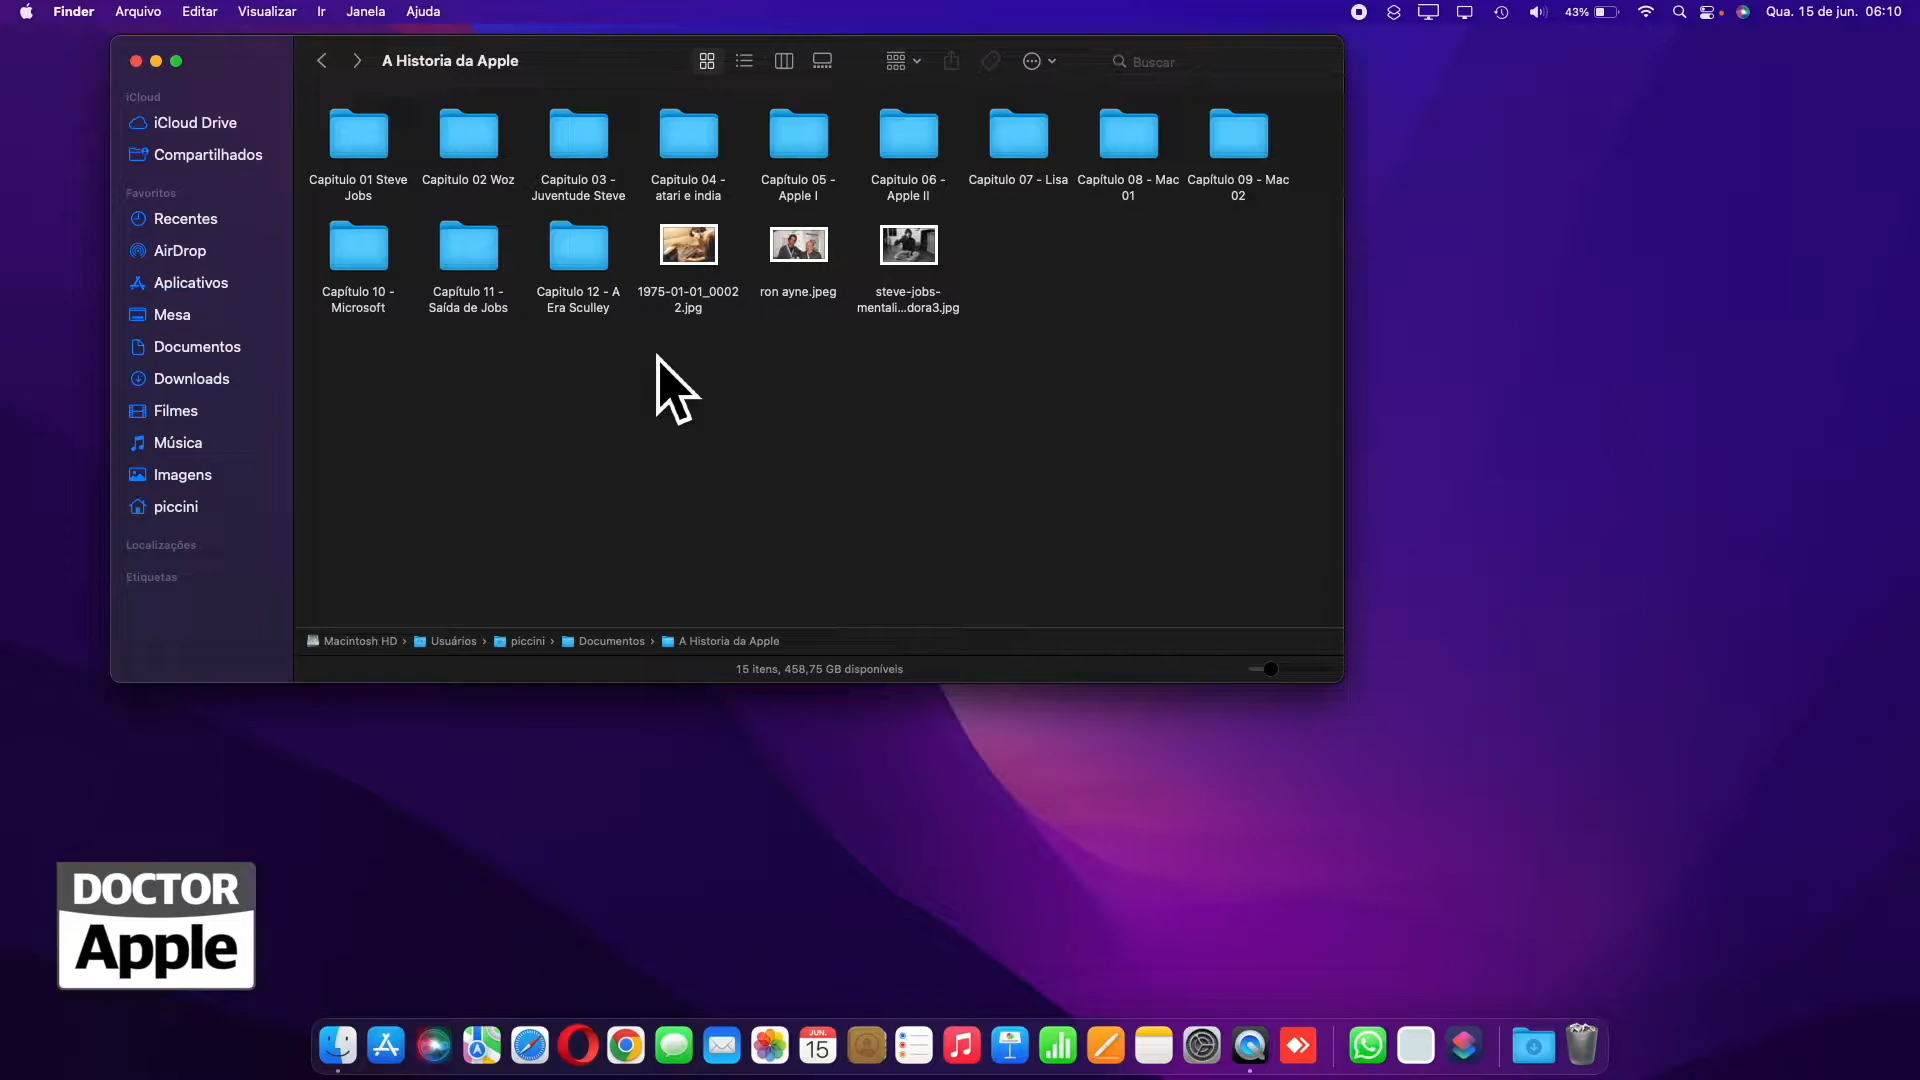 Finder Arquivo Editar Visualizar Ir Janela Ajuda 43% Qua. 15 de jun. 06:10
A Historia da Apple
Buscar
iCloud
iCloud Drive
Compartilhados
Favoritos
Recentes
AirDrop
Aplicativos
Mesa
Documentos
Downloads
Filmes
Música
Imagens
piccini
Localizações
Etiquetas
Capitulo 01 Steve
Jobs
Capitulo 02 Woz
Capitulo 03 -
Juventude Steve
Capitulo 04 -
atari e india
Capítulo 05 -
Apple I
Capitulo 06 -
Apple II
Capitulo 07 - Lisa
Capítulo 08 - Mac
01
Capítulo 09 - Mac
02
Capítulo 10 -
Microsoft
Capítulo 11 -
Saída de Jobs
Capitulo 12 - A
Era Sculley
1975-01-01_0002
2.jpg
ron ayne.jpeg
steve-jobs-
mentali...dora3.jpg
Macintosh HD › Usuários › piccini › Documentos › A Historia da Apple
15 itens, 458,75 GB disponíveis
DOCTOR
Apple
JUN.
15